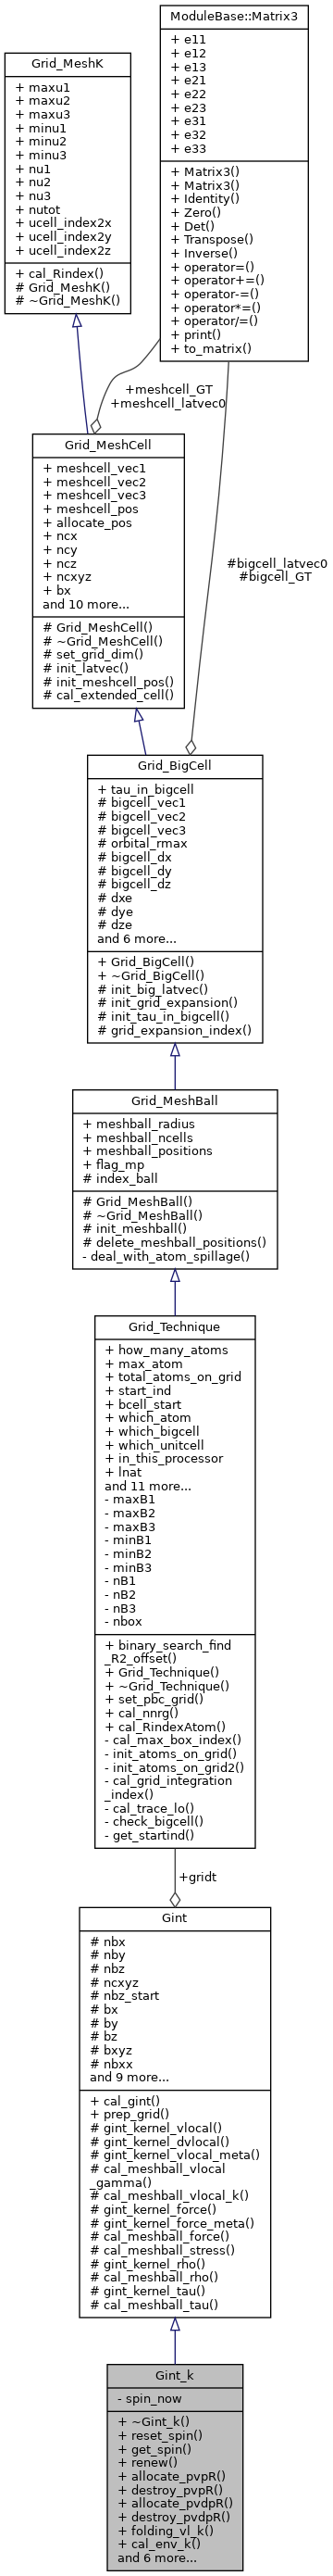 ModuleBase::Matrix3
+ e11
+ e12
+ e13
+ e21
+ e22
+ e23
+ e31
+ e32
+ e33
+ Matrix3()
+ Matrix3()
+ Identity()
+ Zero()
+ Det()
+ Transpose()
+ Inverse()
+ operator=()
+ operator+=()
+ operator-=()
+ operator*=()
+ operator/=()
+ print()
+ to_matrix()
Grid_MeshK
+ maxu1
+ maxu2
+ maxu3
+ minu1
+ minu2
+ minu3
+ nu1
+ nu2
+ nu3
+ nutot
+ ucell_index2x
+ ucell_index2y
+ ucell_index2z
+ cal_Rindex()
# Grid_MeshK()
# ~Grid_MeshK()
+meshcell_GT
+meshcell_latvec0
Grid_MeshCell
+ meshcell_vec1
+ meshcell_vec2
+ meshcell_vec3
+ meshcell_pos
+ allocate_pos
+ ncx
+ ncy
+ ncz
+ ncxyz
+ bx
and 10 more...
# Grid_MeshCell()
# ~Grid_MeshCell()
# set_grid_dim()
# init_latvec()
# init_meshcell_pos()
# cal_extended_cell()
#bigcell_latvec0
#bigcell_GT
Grid_BigCell
+ tau_in_bigcell
# bigcell_vec1
# bigcell_vec2
# bigcell_vec3
# orbital_rmax
# bigcell_dx
# bigcell_dy
# bigcell_dz
# dxe
# dye
# dze
and 6 more...
+ Grid_BigCell()
+ ~Grid_BigCell()
# init_big_latvec()
# init_grid_expansion()
# init_tau_in_bigcell()
# grid_expansion_index()
Grid_MeshBall
+ meshball_radius
+ meshball_ncells
+ meshball_positions
+ flag_mp
# index_ball
# Grid_MeshBall()
# ~Grid_MeshBall()
# init_meshball()
# delete_meshball_positions()
- deal_with_atom_spillage()
Grid_Technique
+ how_many_atoms
+ max_atom
+ total_atoms_on_grid
+ start_ind
+ bcell_start
+ which_atom
+ which_bigcell
+ which_unitcell
+ in_this_processor
+ lnat
and 11 more...
- maxB1
- maxB2
- maxB3
- minB1
- minB2
- minB3
- nB1
- nB2
- nB3
- nbox
+ binary_search_find
_R2_offset()
+ Grid_Technique()
+ ~Grid_Technique()
+ set_pbc_grid()
+ cal_nnrg()
+ cal_RindexAtom()
- cal_max_box_index()
- init_atoms_on_grid()
- init_atoms_on_grid2()
- cal_grid_integration
_index()
- cal_trace_lo()
- check_bigcell()
- get_startind()
+gridt
Gint
# nbx
# nby
# nbz
# ncxyz
# nbz_start
# bx
# by
# bz
# bxyz
# nbxx
and 9 more...
+ cal_gint()
+ prep_grid()
# gint_kernel_vlocal()
# gint_kernel_dvlocal()
# gint_kernel_vlocal_meta()
# cal_meshball_vlocal
_gamma()
# cal_meshball_vlocal_k()
# gint_kernel_force()
# gint_kernel_force_meta()
# cal_meshball_force()
# cal_meshball_stress()
# gint_kernel_rho()
# cal_meshball_rho()
# gint_kernel_tau()
# cal_meshball_tau()
Gint_k
- spin_now
+ ~Gint_k()
+ reset_spin()
+ get_spin()
+ renew()
+ allocate_pvpR()
+ destroy_pvpR()
+ allocate_pvdpR()
+ destroy_pvdpR()
+ folding_vl_k()
+ cal_env_k()
and 6 more...